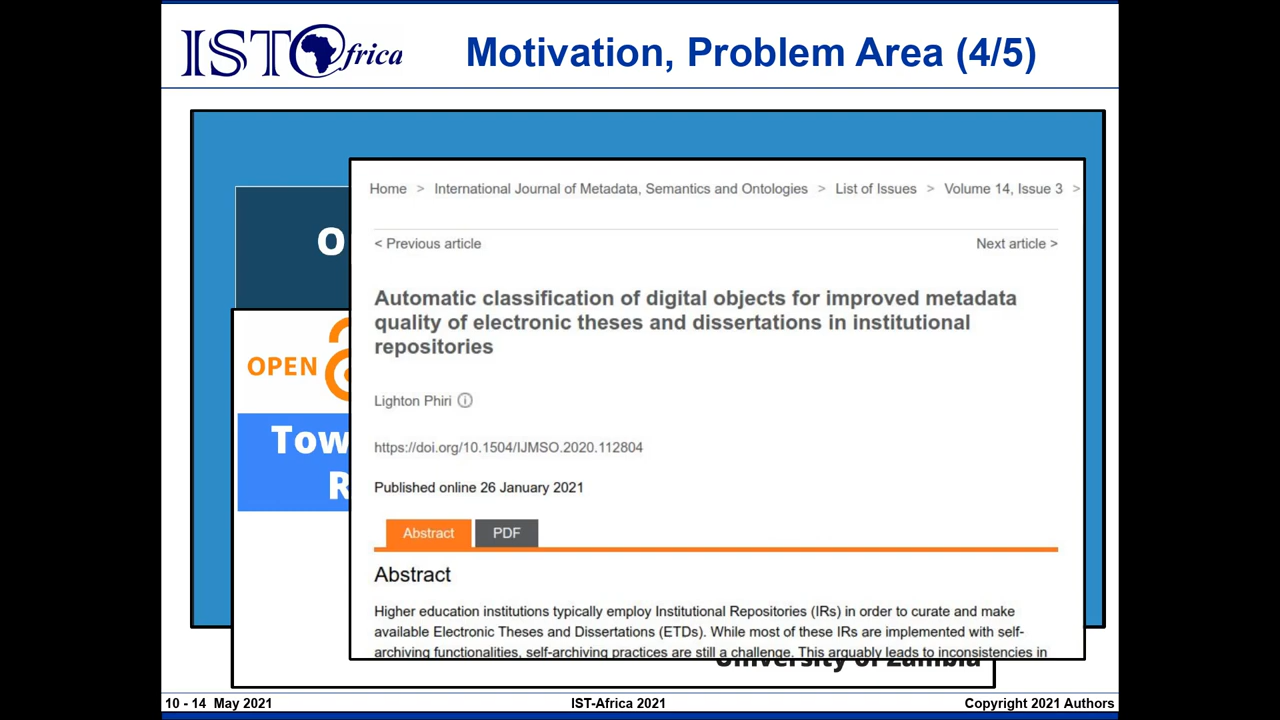 IST Africa
Motivation, Problem Area (4/5)
Home > International Journal of Metadata, Semantics and Ontologies > List of Issues > Volume 14, Issue 3 >
< Previous article
Next article >
Automatic classification of digital objects for improved metadata
quality of electronic theses and dissertations in institutional
repositories
Lighton Phiri
https://doi.org/10.1504/IJMSO.2020.112804
Published online 26 January 2021
Abstract
PDF
Abstract
Higher education institutions typically employ Institutional Repositories (IRs) in order to curate and make
available Electronic Theses and Dissertations (ETDs). While most of these IRs are implemented with self-
archiving functionalities, self-archiving practices are still a challenge. This arguably leads to inconsistencies in
O
OPEN
Tow
R
University of Zambia
10 - 14 May 2021
IST-Africa 2021
Copyright 2021 Authors